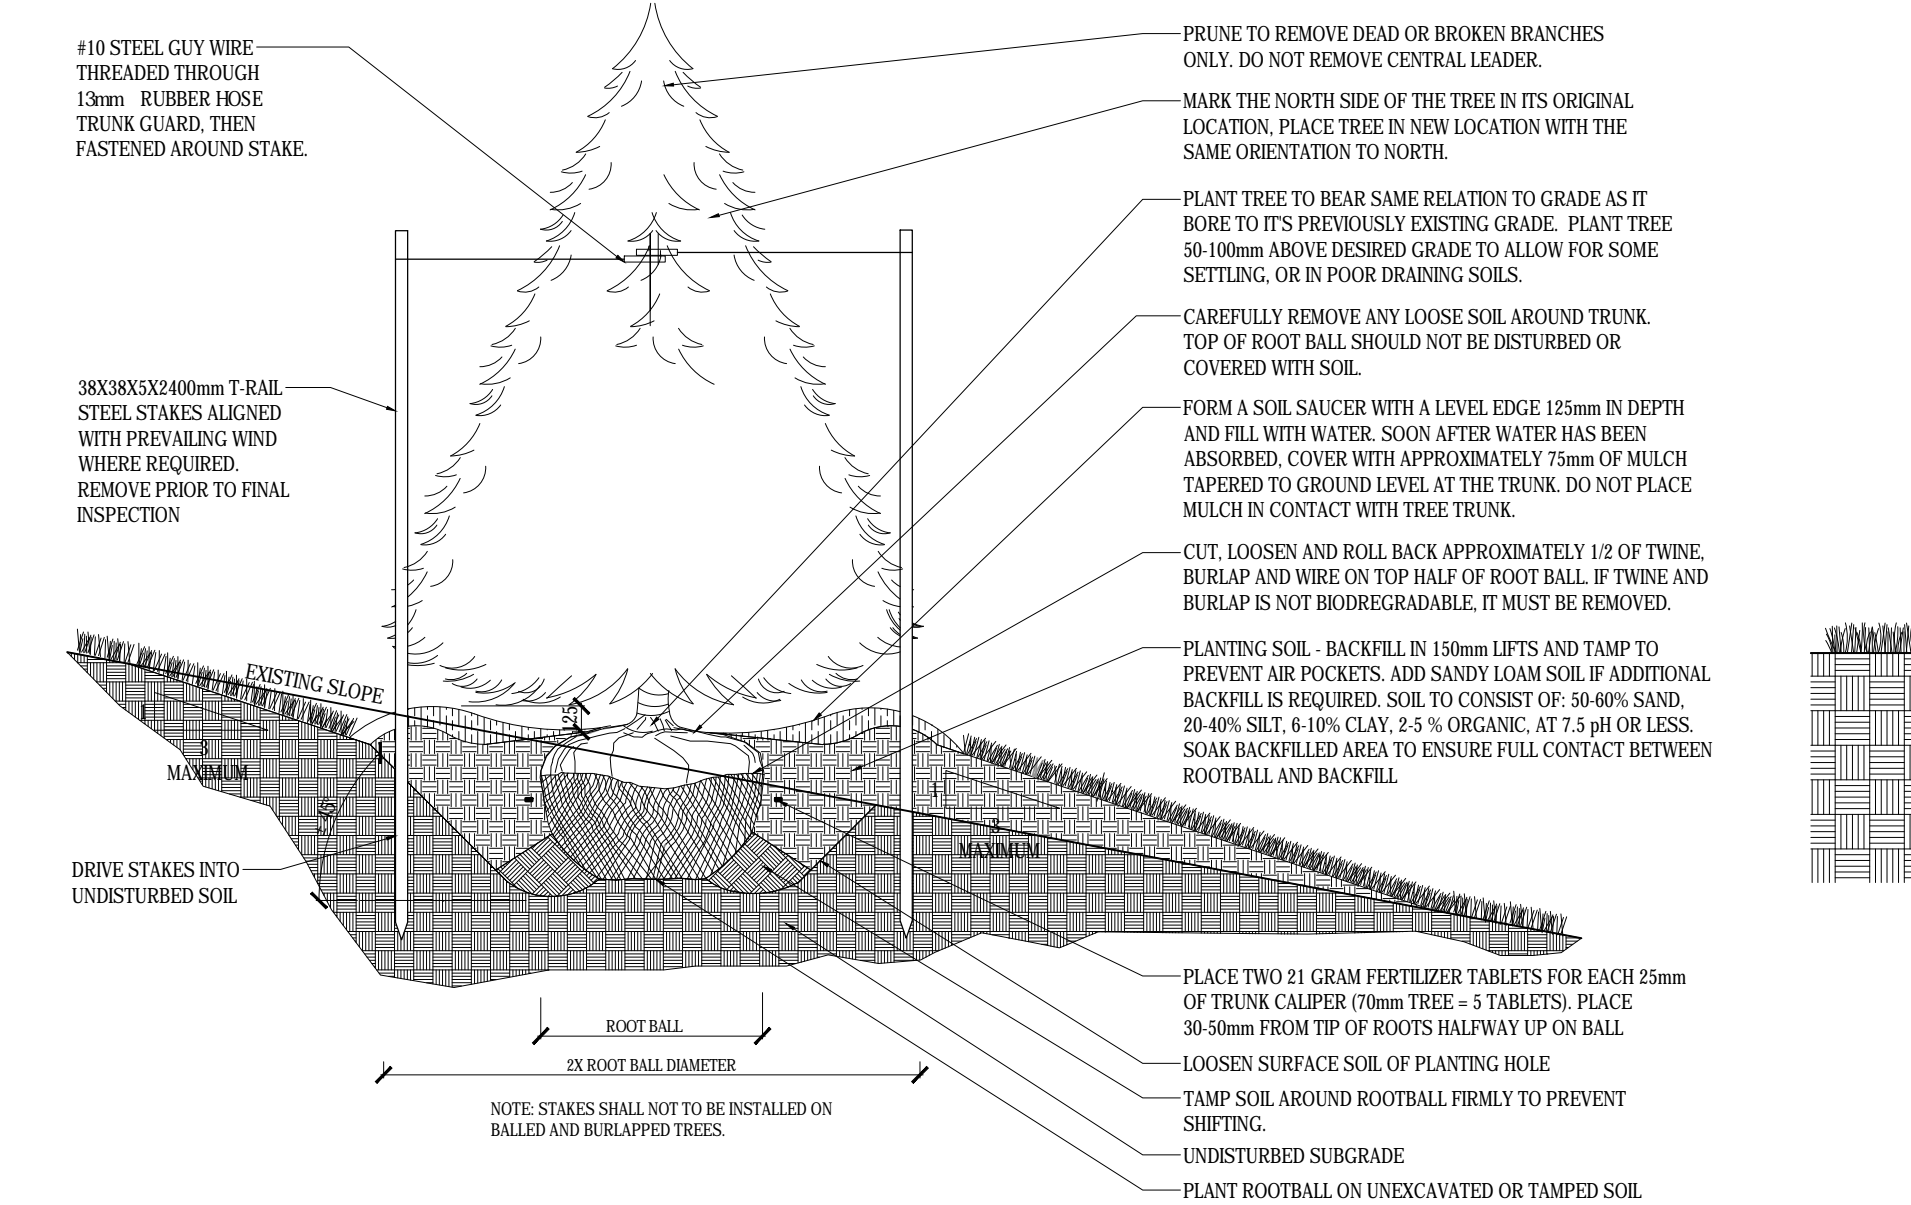 #10 STEEL GUY WIRE
THREADED THROUGH
13mm RUBBER HOSE
TRUNK GUARD, THEN
FASTENED AROUND STAKE.
38X38X5X2400mm T-RAIL
STEEL STAKES ALIGNED
WITH PREVAILING WIND
WHERE REQUIRED.
REMOVE PRIOR TO FINAL
INSPECTION
EXISTING SLOPE
1
3
MAXIMUM
DRIVE STAKES INTO
UNDISTURBED SOIL
125
1
3
MAXIMUM
ROOT BALL
2X ROOT BALL DIAMETER
NOTE: STAKES SHALL NOT TO BE INSTALLED ON
BALLED AND BURLAPPED TREES.
PRUNE TO REMOVE DEAD OR BROKEN BRANCHES
ONLY. DO NOT REMOVE CENTRAL LEADER.
MARK THE NORTH SIDE OF THE TREE IN ITS ORIGINAL
LOCATION, PLACE TREE IN NEW LOCATION WITH THE
SAME ORIENTATION TO NORTH.
PLANT TREE TO BEAR SAME RELATION TO GRADE AS IT
BORE TO IT'S PREVIOUSLY EXISTING GRADE. PLANT TREE
50-100mm ABOVE DESIRED GRADE TO ALLOW FOR SOME
SETTLING, OR IN POOR DRAINING SOILS.
CAREFULLY REMOVE ANY LOOSE SOIL AROUND TRUNK.
TOP OF ROOT BALL SHOULD NOT BE DISTURBED OR
COVERED WITH SOIL.
FORM A SOIL SAUCER WITH A LEVEL EDGE 125mm IN DEPTH
AND FILL WITH WATER. SOON AFTER WATER HAS BEEN
ABSORBED, COVER WITH APPROXIMATELY 75mm OF MULCH
TAPERED TO GROUND LEVEL AT THE TRUNK. DO NOT PLACE
MULCH IN CONTACT WITH TREE TRUNK.
CUT, LOOSEN AND ROLL BACK APPROXIMATELY 1/2 OF TWINE,
BURLAP AND WIRE ON TOP HALF OF ROOT BALL. IF TWINE AND
BURLAP IS NOT BIODREGRADABLE, IT MUST BE REMOVED.
PLANTING SOIL - BACKFILL IN 150mm LIFTS AND TAMP TO
PREVENT AIR POCKETS. ADD SANDY LOAM SOIL IF ADDITIONAL
BACKFILL IS REQUIRED. SOIL TO CONSIST OF: 50-60% SAND,
20-40% SILT, 6-10% CLAY, 2-5 % ORGANIC, AT 7.5 pH OR LESS.
SOAK BACKFILLED AREA TO ENSURE FULL CONTACT BETWEEN
ROOTBALL AND BACKFILL
PLACE TWO 21 GRAM FERTILIZER TABLETS FOR EACH 25mm
OF TRUNK CALIPER (70mm TREE = 5 TABLETS). PLACE
30-50mm FROM TIP OF ROOTS HALFWAY UP ON BALL
LOOSEN SURFACE SOIL OF PLANTING HOLE
TAMP SOIL AROUND ROOTBALL FIRMLY TO PREVENT
SHIFTING.
UNDISTURBED SUBGRADE
PLANT ROOTBALL ON UNEXCAVATED OR TAMPED SOIL